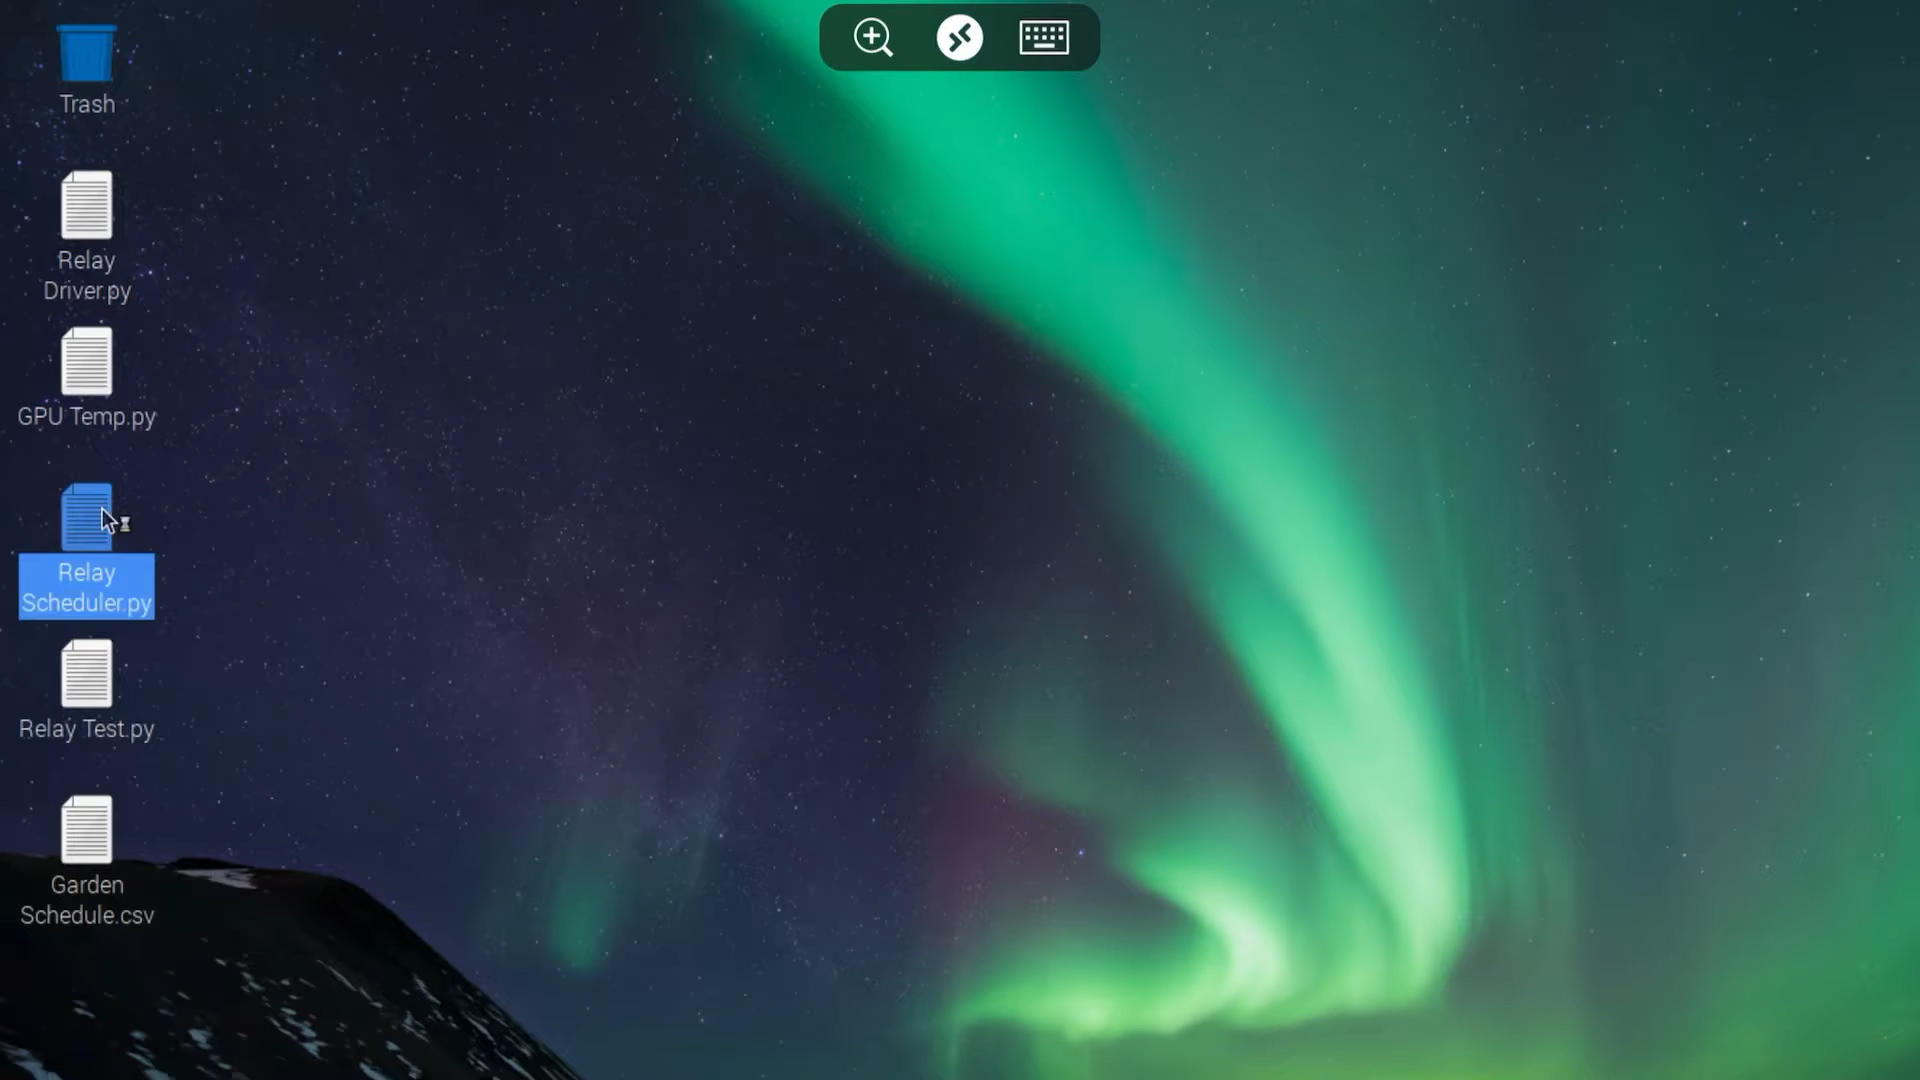 Trash
Relay
Driver.py
GPU Temp.py
Relay
Scheduler.py
Relay Test.py
Garden
Schedule.csv